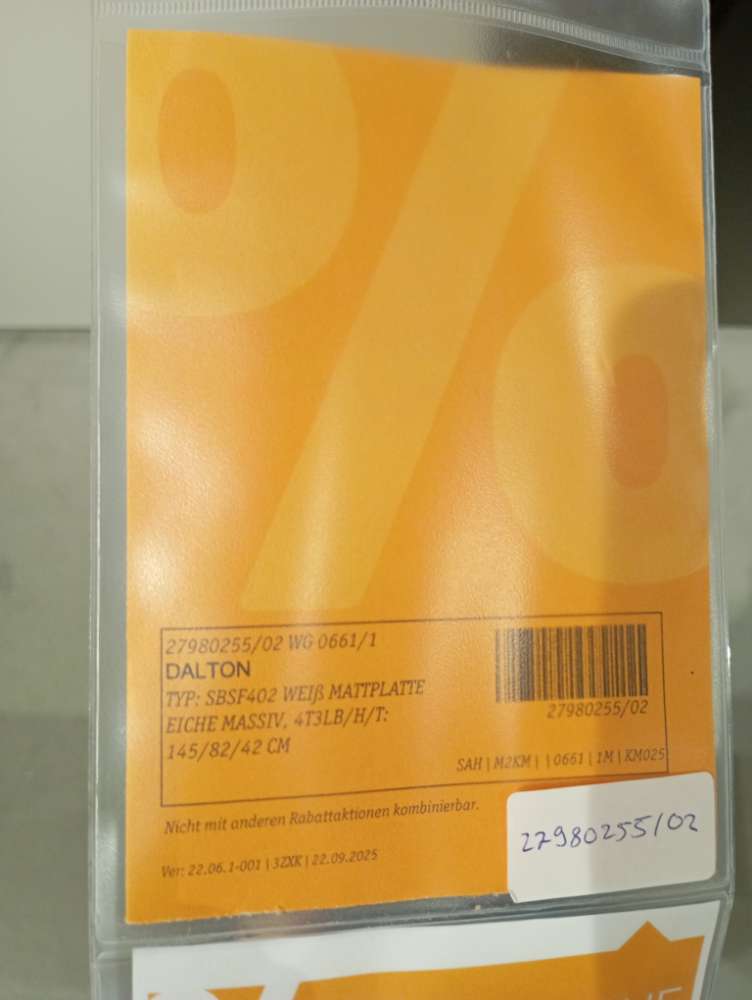 %
27980255/02 WG 0661/1
DALTON
TYP: SBSF402 WEIß MATTPLATTE
EICHE MASSIV, 4T3LB/H/T:
145/82/42 CM
27980255/02
SAH | M2KM | | 0661 | 1M | KM025
Nicht mit anderen Rabattaktionen kombinierbar.
27980255/02
Ver: 22.06.1-001 | 3ZXK | 22.09.2025